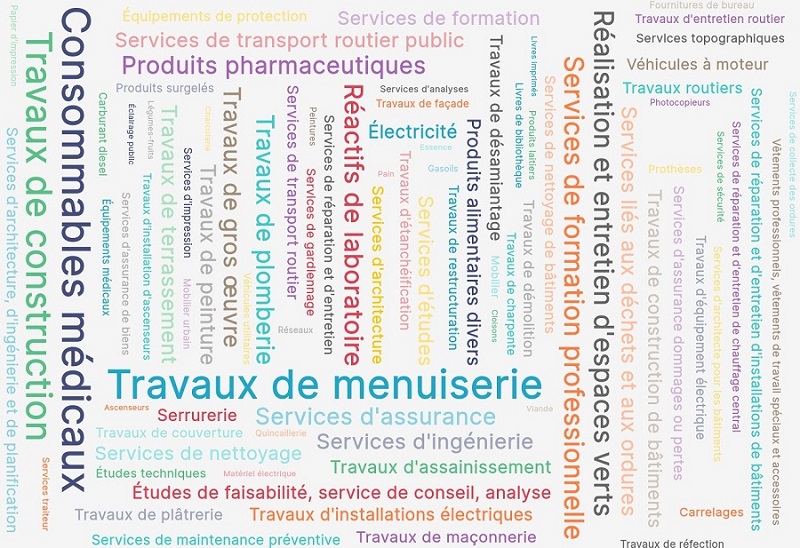 Papier d'impression
Services d'architecture, d'ingénierie et de planification
Travaux de construction
Services traiteur
Consommables médicaux
Équipements de protection
Services de formation
Services de transport routier public
Produits pharmaceutiques
Produits surgelés
Services d'analyses
Travaux de façade
Électricité
Essence
Gasoils
Pain
Carburant diesel
Équipements médicaux
Éclairage public
Services d'assurance de biens
Légumes-fruits
Travaux d'installation d'ascenseurs
Travaux de terrassement
Services d'impression
Mobilier urbain
Charcuterie
Travaux de peinture
Travaux de gros œuvre
Véhicules utilitaires
Travaux de plomberie
Services de transport routier
Réseaux
Peintures
Services de gardiennage
Services de réparation et d'entretien
Réactifs de laboratoire
Services d'architecture
Travaux d'étanchéification
Services d'études
Travaux de restructuration
Produits alimentaires divers
Travaux de désamiantage
Mobilier
Cloisons
Travaux de charpente
Livres de bibliothèque
Livres imprimés
Produits laitiers
Travaux de démolition
Services de nettoyage de bâtiments
Services de formation professionnelle
Réalisation et entretien d'espaces verts
Fournitures de bureau
Travaux d'entretien routier
Services topographiques
Véhicules à moteur
Travaux routiers
Photocopieurs
Prothèses
Services liés aux déchets et aux ordures
Travaux de construction de bâtiments
Services d'assurance dommages ou pertes
Travaux d'équipement électrique
Services de sécurité
Services d'architecte pour les bâtiments
Services de réparation et d'entretien de chauffage central
Services de réparation et d'entretien d'installations de bâtiments
Vêtements professionnels, vêtements de travail spéciaux et accessoires
Services de collecte des ordures
Travaux de menuiserie
Ascenseurs
Serrurerie
Services d'assurance
Viande
Travaux de couverture
Quincaillerie
Services d'ingénierie
Services de nettoyage
Études techniques
Matériel électrique
Travaux d'assainissement
Études de faisabilité, service de conseil, analyse
Travaux de plâtrerie
Travaux d'installations électriques
Carrelages
Services de maintenance préventive
Travaux de maçonnerie
Travaux de réfection